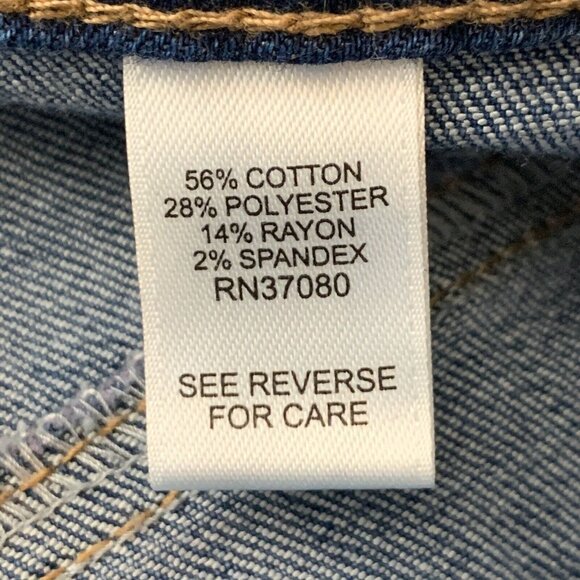 56% COTTON
28% POLYESTER
14% RAYON
2% SPANDEX
RN37080
SEE REVERSE
FOR CARE